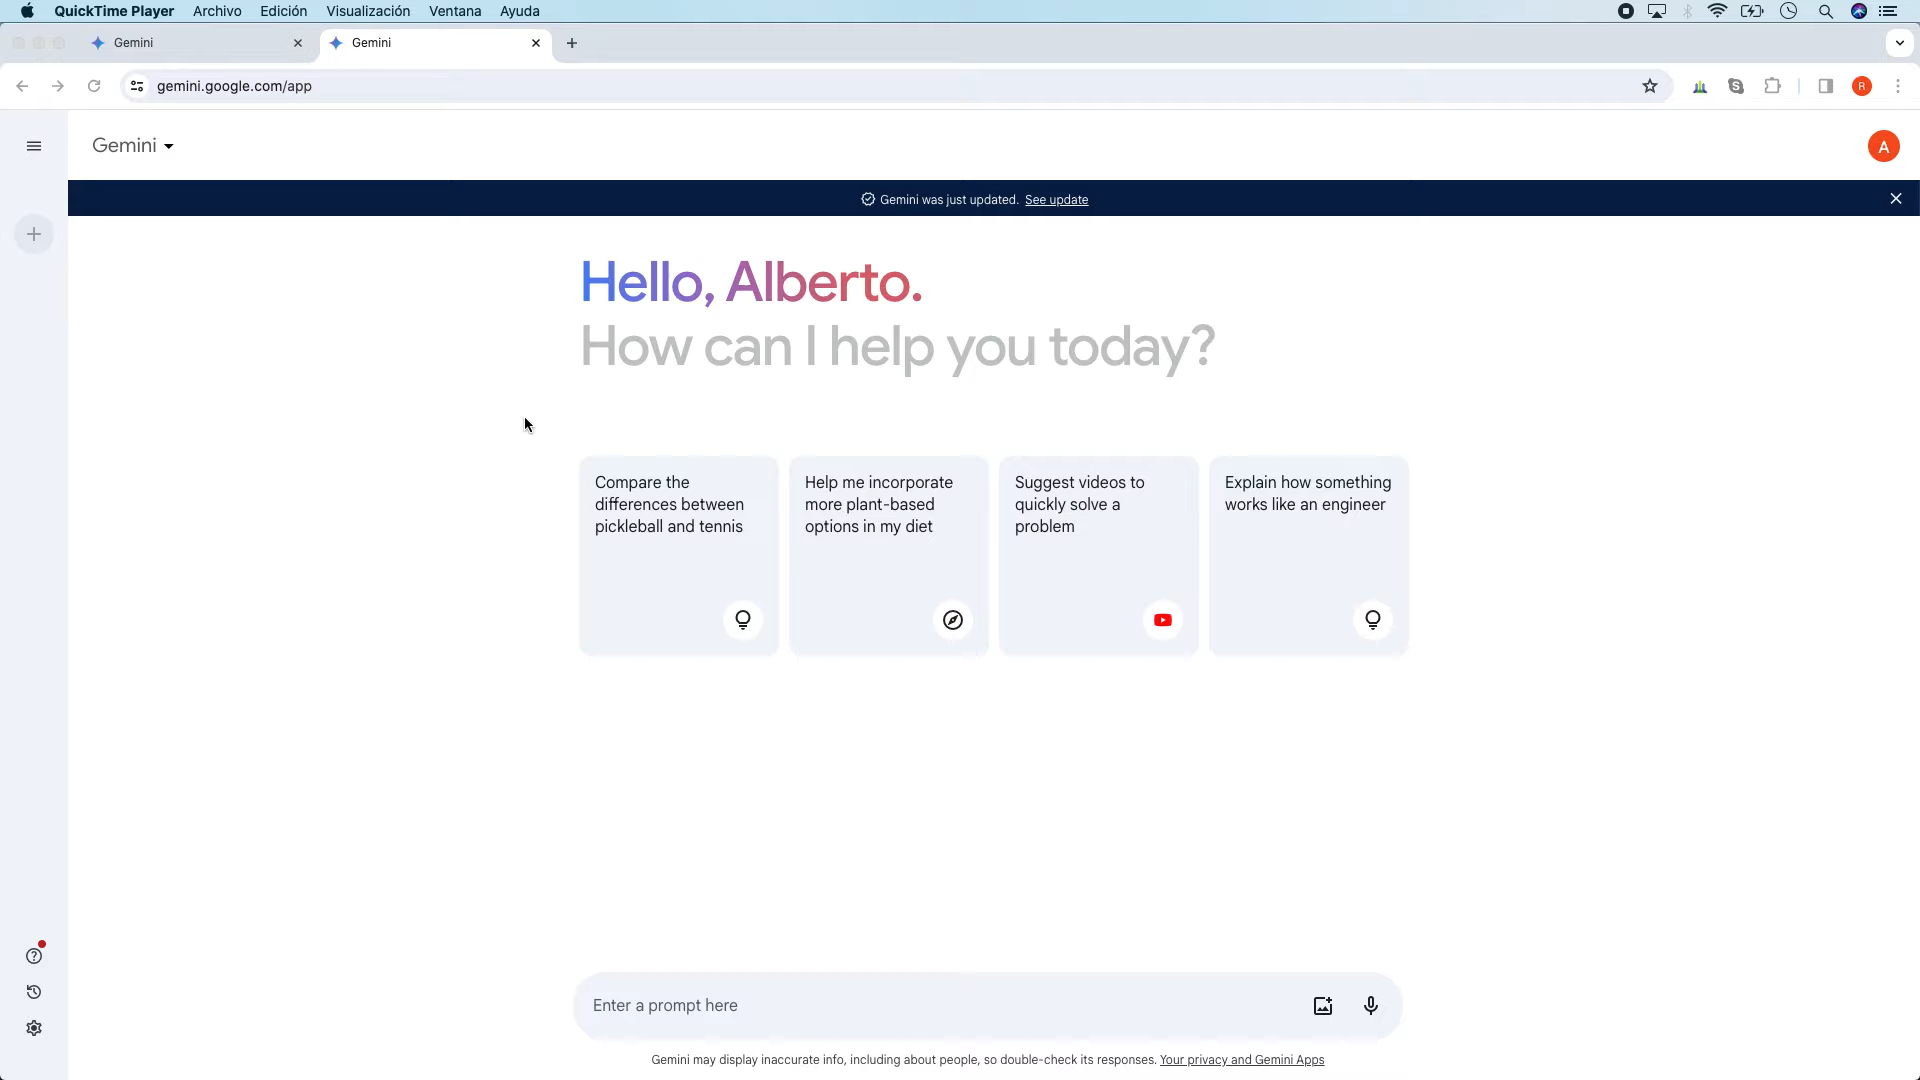 QuickTime Player Archivo Edición Visualización Ventana Ayuda
Gemini
Gemini
gemini.google.com/app
R
Gemini
A
Gemini was just updated. See update
Hello, Alberto.
How can I help you today?
Compare the
differences between
pickleball and tennis
Help me incorporate
more plant-based
options in my diet
Suggest videos to
quickly solve a
problem
Explain how something
works like an engineer
Enter a prompt here
Gemini may display inaccurate info, including about people, so double-check its responses. Your privacy and Gemini Apps